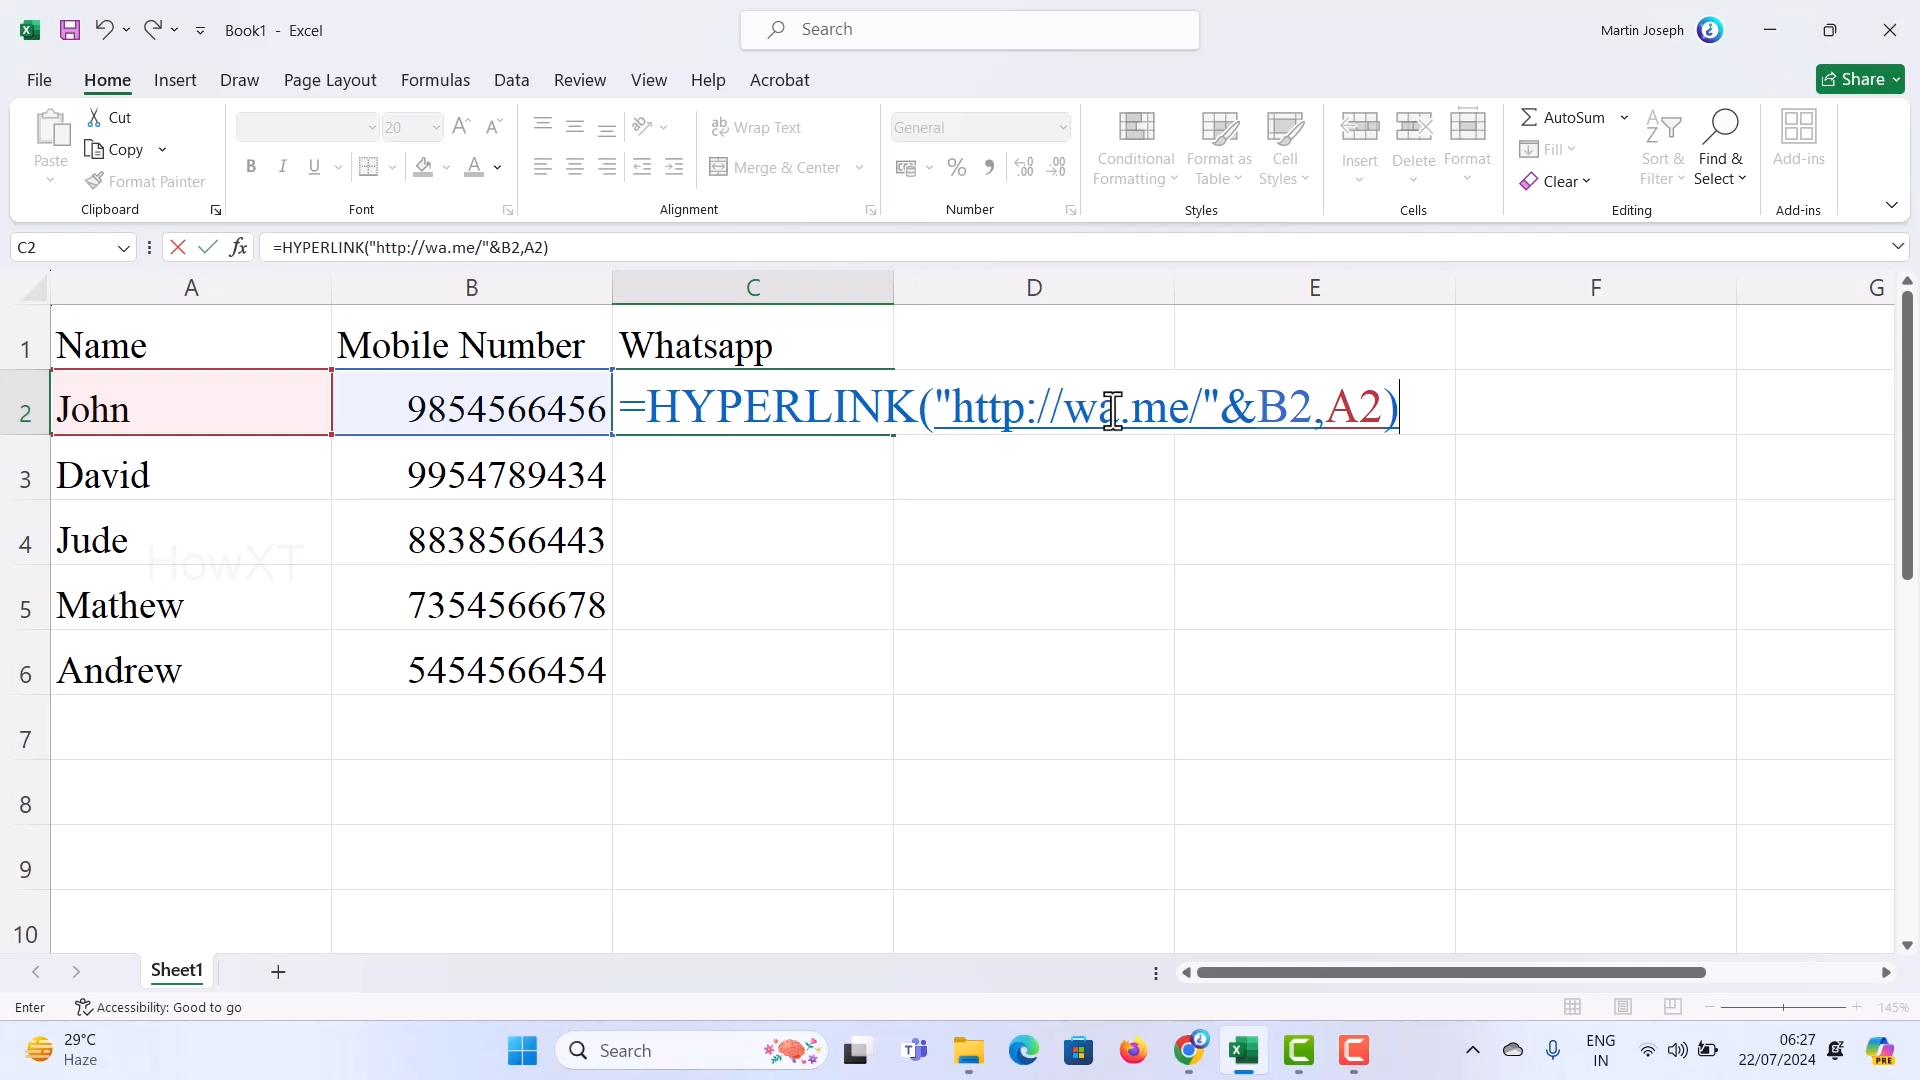 Book1 - Excel
Search
Martin Joseph
File Home Insert Draw Page Layout Formulas Data Review View Help Acrobat
Share
Paste
Cut
Copy
Format Painter
Clipboard
20
Font
Wrap Text
Merge & Center
Alignment
General
Number
Conditional Formatting
Format as Table
Cell Styles
Styles
Insert
Delete
Format
Cells
AutoSum
Fill
Clear
Sort & Filter
Find & Select
Editing
Add-ins
Add-ins
C2
fx
=HYPERLINK("http://wa.me/"&B2,A2)
A B C D E F G
1 Name Mobile Number Whatsapp
2 John 9854566456 =HYPERLINK("http://wa.me/"&B2,A2)
3 David 9954789434
4 Jude 8838566443
HowXT
5 Mathew 7354566678
6 Andrew 5454566454
7
8
9
10
Sheet1
Enter
Accessibility: Good to go
145%
29°C
Haze
Search
ENG
IN
06:27
22/07/2024
PRE